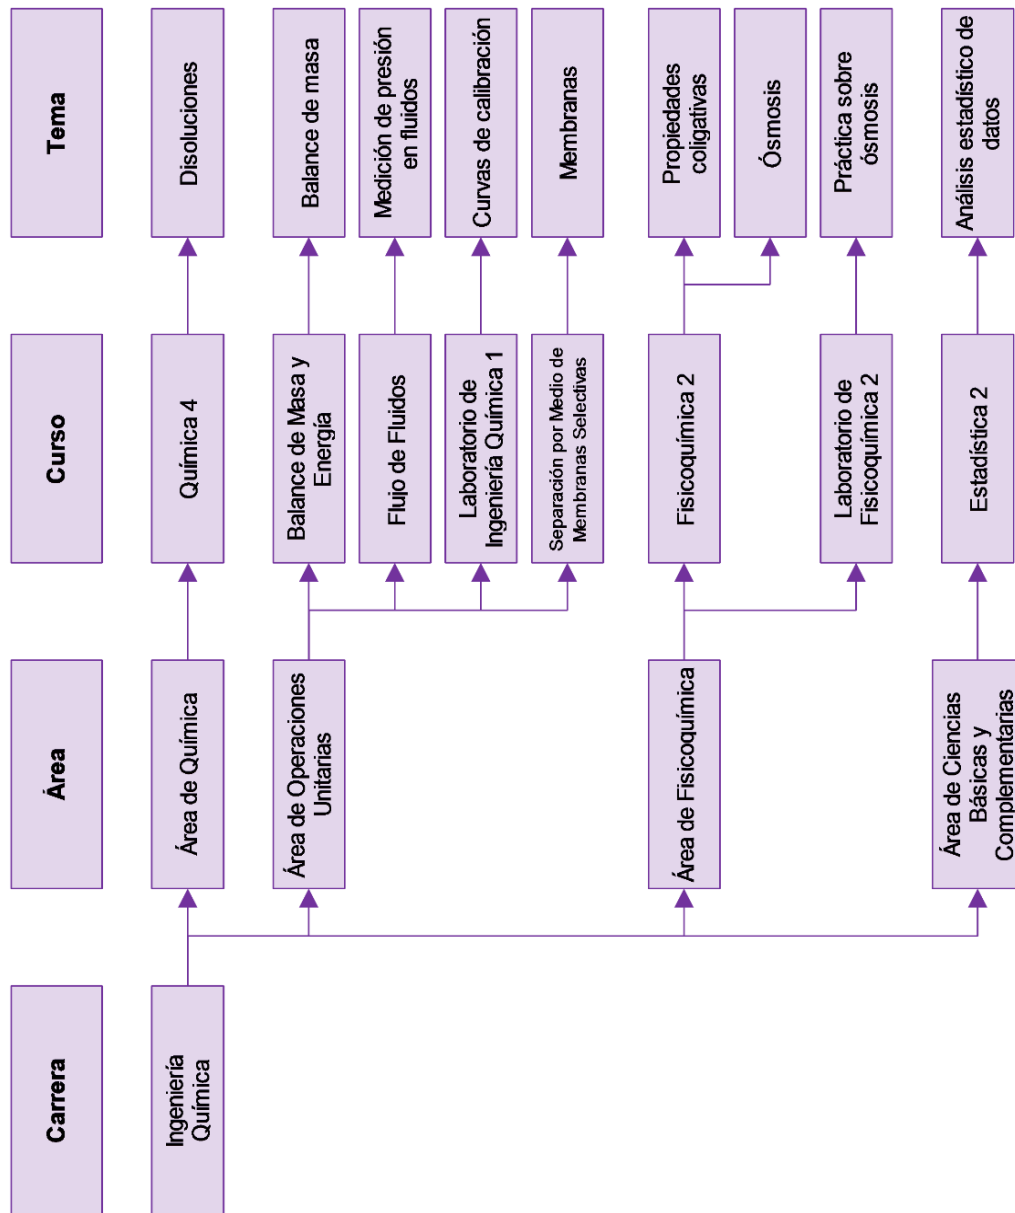 Carrera
Área
Curso
Tema
Ingeniería
Química
Área de Química
Química 4
Disoluciones
Área de Operaciones
Unitarias
Balance de Masa y
Energía
Balance de masa
Flujo de Fluidos
Medición de presión
en fluidos
Laboratorio de
Ingeniería Química 1
Curvas de calibración
Separación por Medio de
Membranas Selectivas
Membranas
Área de Fisicoquímica
Fisicoquímica 2
Propiedades
coligativas
Ósmosis
Laboratorio de
Fisicoquímica 2
Práctica sobre
ósmosis
Área de Ciencias
Básicas y
Complementarias
Estadística 2
Análisis estadístico de
datos